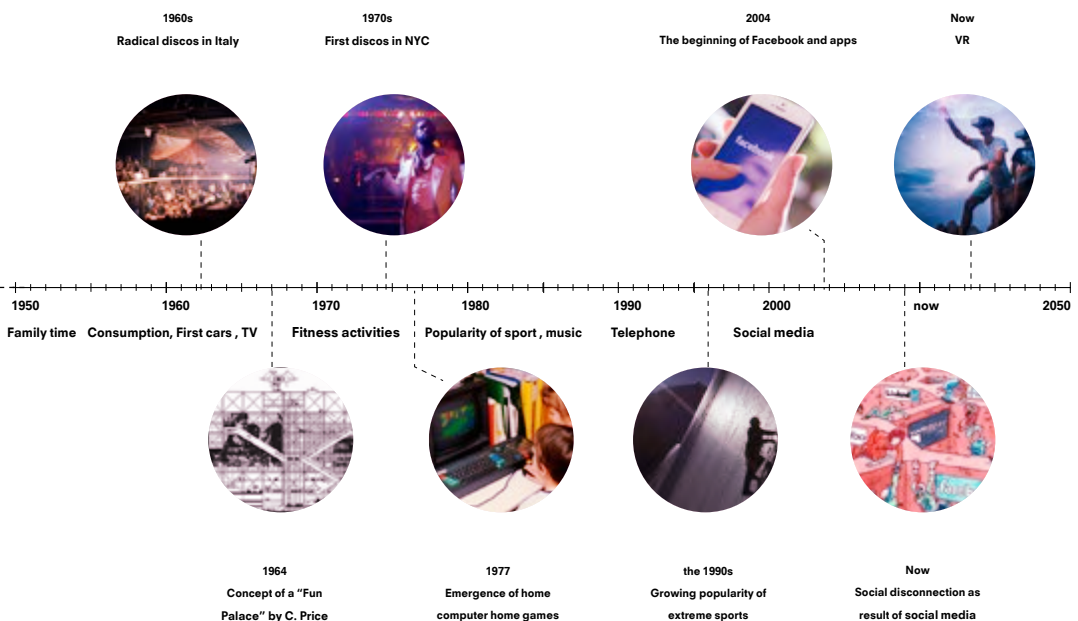 1960s
Radical discos in Italy
1970s
First discos in NYC
2004
The beginning of Facebook and apps
Now
VR
facebook
1950
1960
1970
1980
1990
2000
now
2050
Family time
Consumption, First cars , TV
Fitness activities
Popularity of sport , music
Telephone
Social media
1964
Concept of a “Fun
Palace” by C. Price
1977
Emergence of home
computer home games
the 1990s
Growing popularity of
extreme sports
Now
Social disconnection as
result of social media